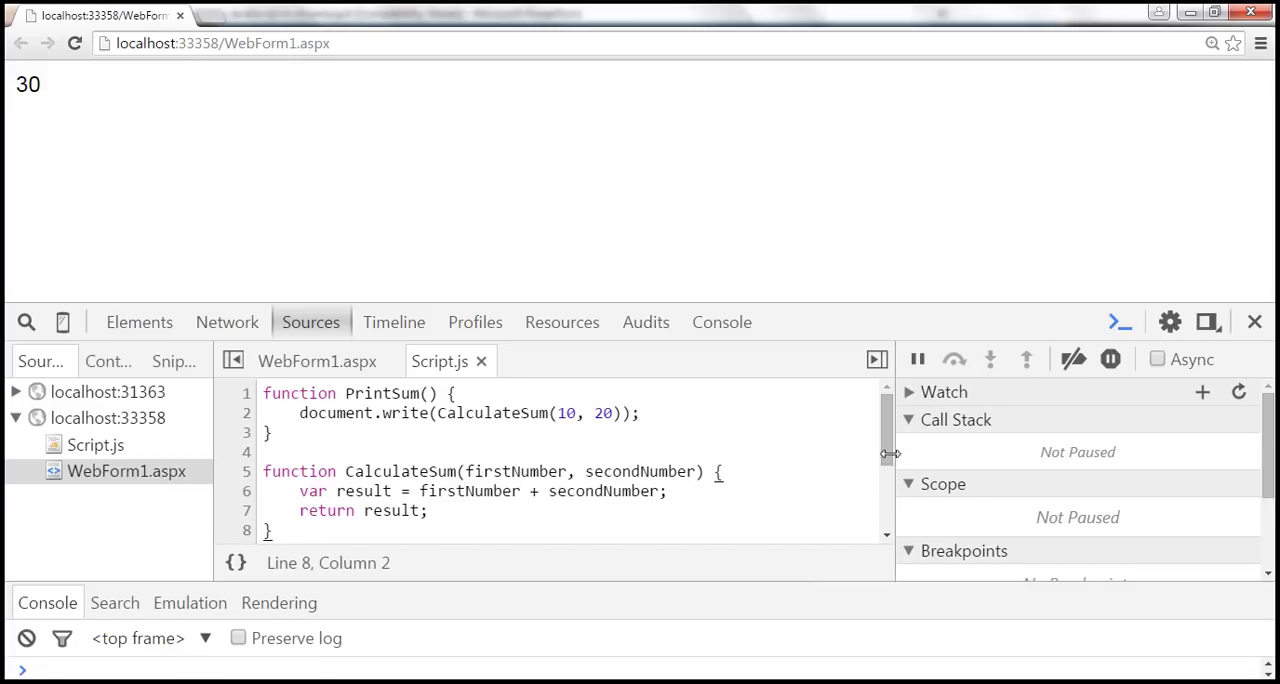 localhost:33358/WebForm
localhost:33358/WebForm1.aspx
30
Elements Network Sources Timeline Profiles Resources Audits Console
Sour... Cont... Snip... WebForm1.aspx Script.js Async
localhost:31363
localhost:33358
Script.js
WebForm1.aspx
1 function PrintSum() {
2 document.write(CalculateSum(10, 20));
3 }
4
5 function CalculateSum(firstNumber, secondNumber) {
6 var result = firstNumber + secondNumber;
7 return result;
8 }
{} Line 8, Column 2
Watch
Call Stack
Not Paused
Scope
Not Paused
Breakpoints
Console Search Emulation Rendering
<top frame> Preserve log